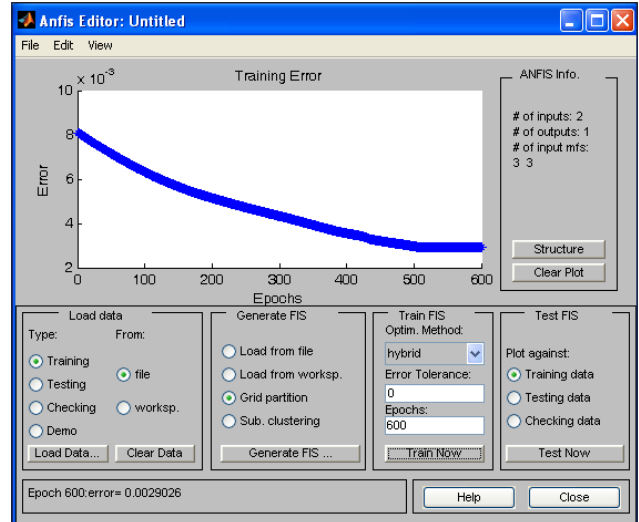 Anfis Editor: Untitled
File Edit View
x 10^-3
Training Error
10
8
6
4
2
Error
0 100 200 300 400 500 600
Epochs
ANFIS Info.
# of inputs: 2
# of outputs: 1
# of input mfs:
3 3
Structure
Clear Plot
Load data
Type: From:
Training
Testing
Checking
Demo
file
worksp.
Load Data... Clear Data
Generate FIS
Load from file
Load from worksp.
Grid partition
Sub. clustering
Generate FIS ...
Train FIS
Optim. Method:
hybrid
Error Tolerance:
0
Epochs:
600
Train Now
Test FIS
Plot against:
Training data
Testing data
Checking data
Test Now
Epoch 600:error= 0.0029026
Help Close